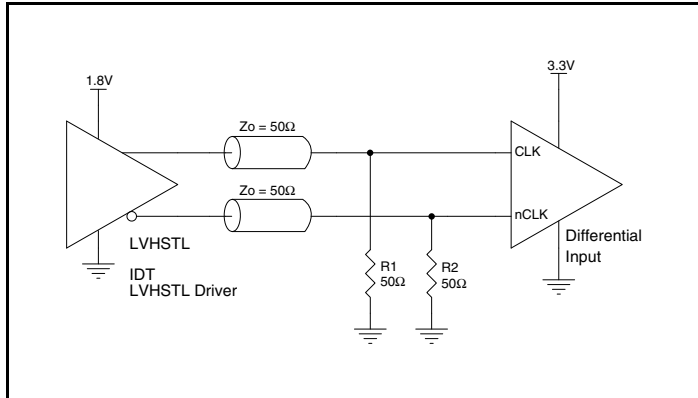 1.8V
3.3V
Zo = 50Ω
Zo = 50Ω
CLK
nCLK
LVHSTL
IDT
LVHSTL Driver
R1
50Ω
R2
50Ω
Differential
Input